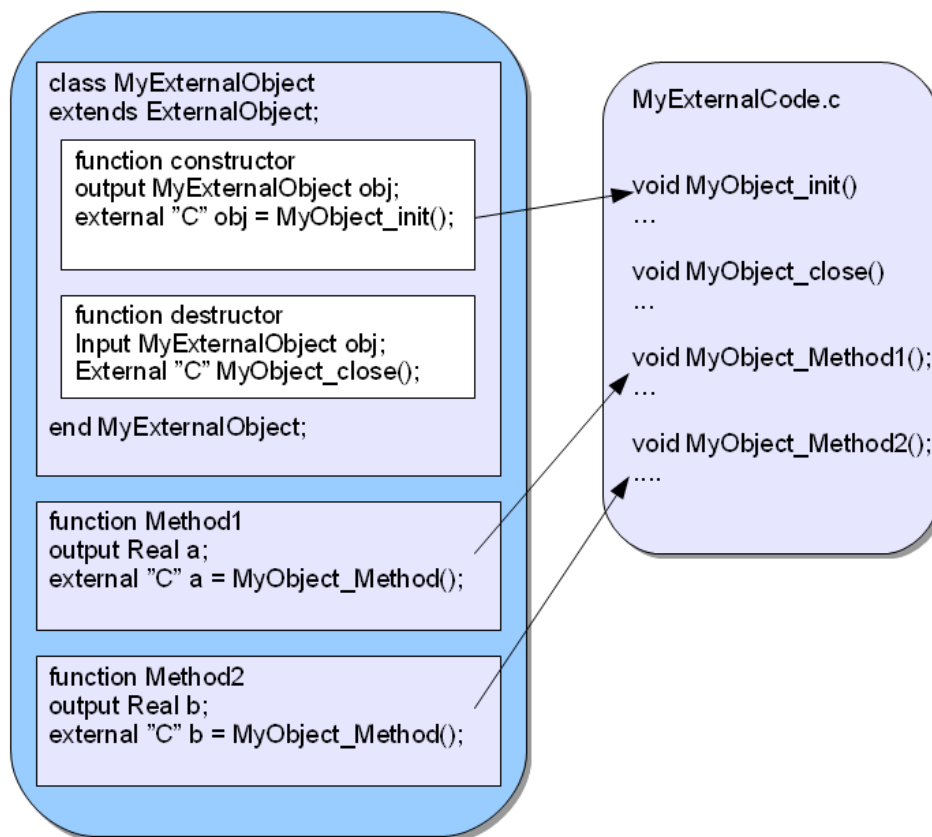 class MyExternalObject
extends ExternalObject;
function constructor
output MyExternalObject obj;
external ”C” obj = MyObject_init();
function destructor
Input MyExternalObject obj;
External ”C” MyObject_close();
end MyExternalObject;
function Method1
output Real a;
external ”C” a = MyObject_Method();
function Method2
output Real b;
external ”C” b = MyObject_Method();
MyExternalCode.c
void MyObject_init()
...
void MyObject_close()
...
void MyObject_Method1();
...
void MyObject_Method2();
....